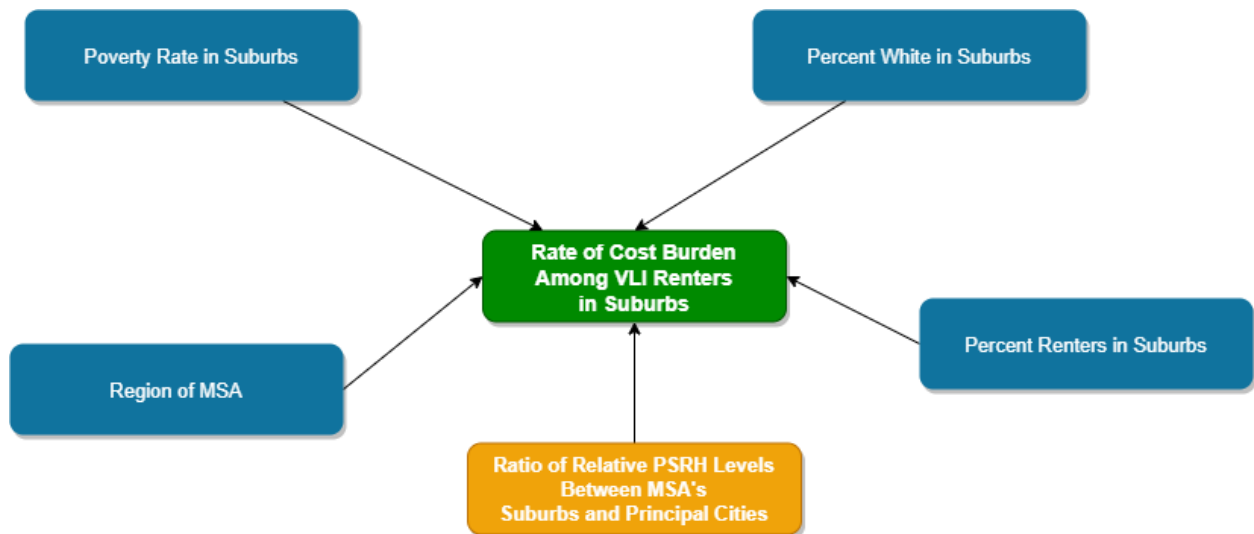 Poverty Rate in Suburbs
Percent White in Suburbs
Rate of Cost Burden
Among VLI Renters
in Suburbs
Percent Renters in Suburbs
Region of MSA
Ratio of Relative PSRH Levels
Between MSA's
Suburbs and Principal Cities